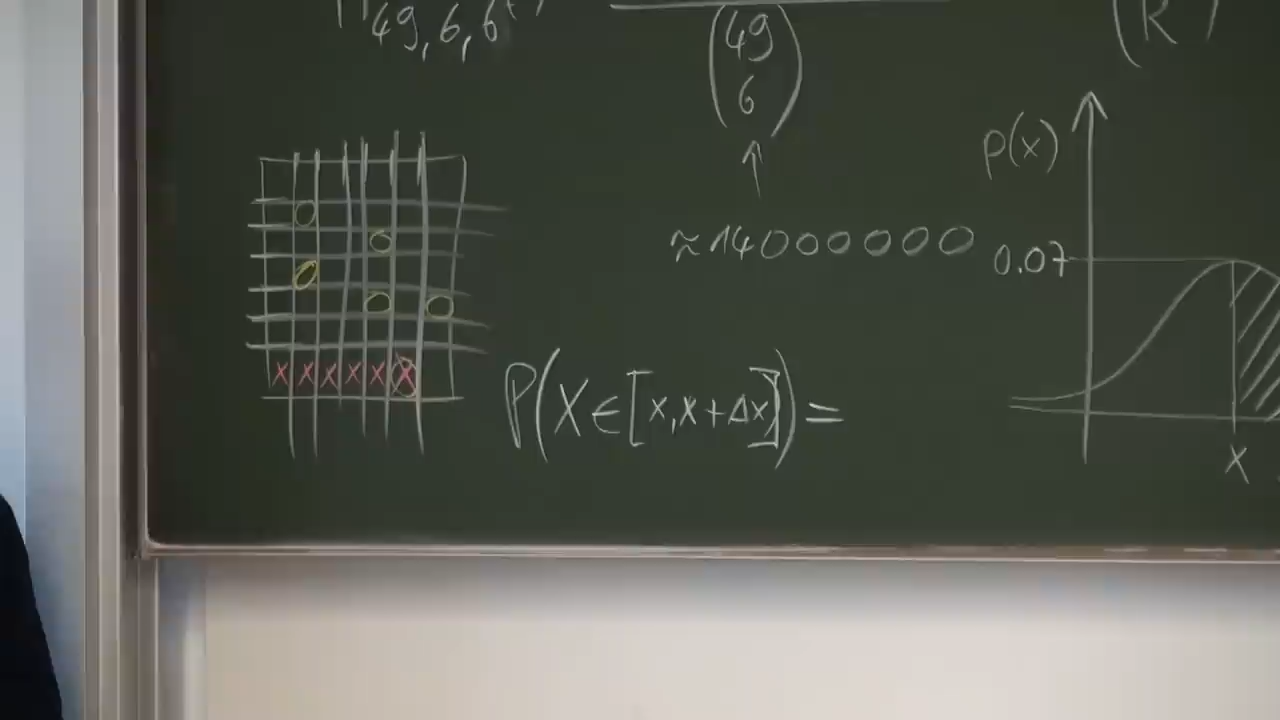 49,6,6
(49
6)
(R)
p(x)
≈14000000
0.07
x x x x x x
P(X∈[x,x+Δx])=
x